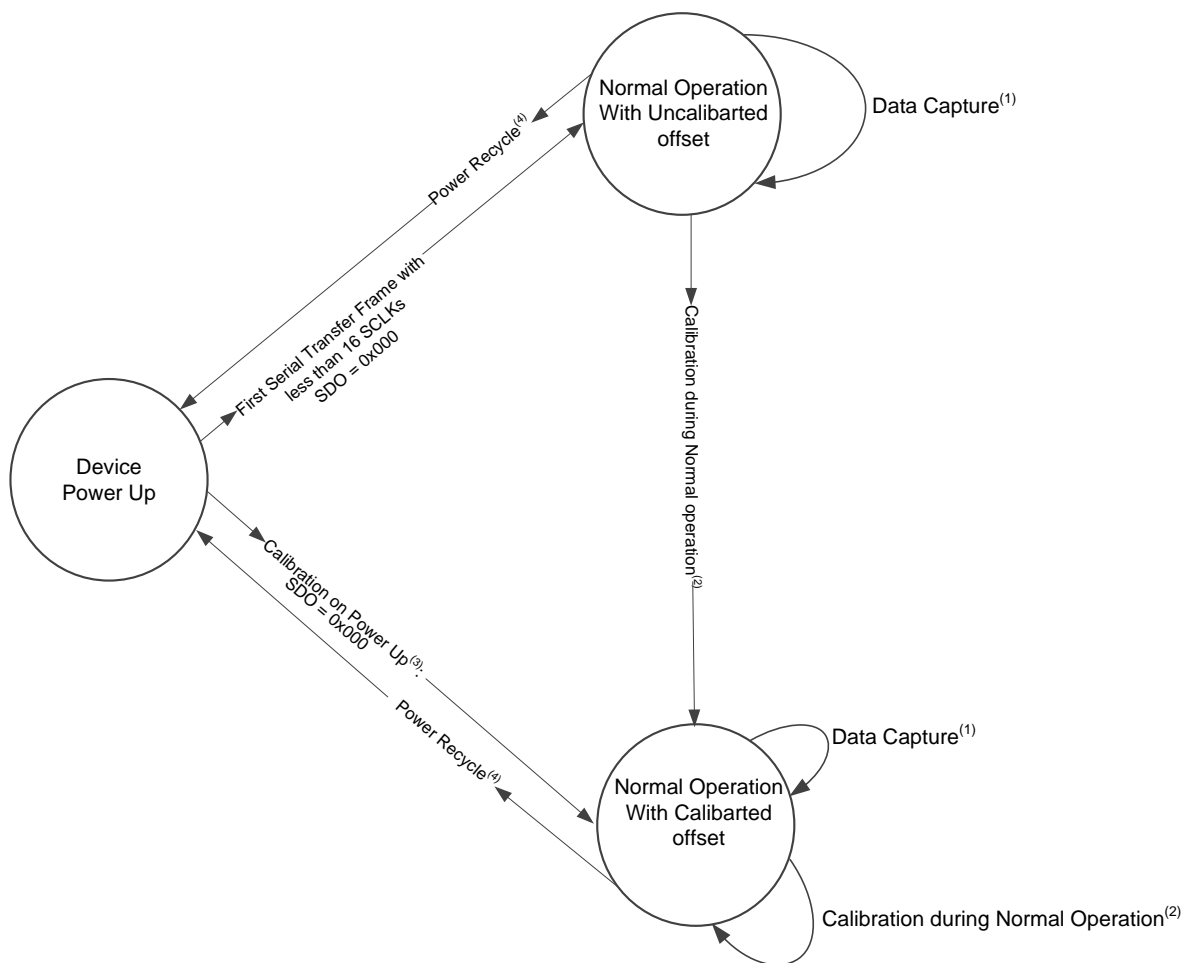 Normal Operation
With Uncalibarted
offset
Data Capture(1)
Power Recycle(4)
First Serial Transfer Frame with
less than 16 SCLKs
SDO = 0x000
Calibration during Normal operation(2)
Device
Power Up
Calibration on Power Up(3):
SDO = 0x000
Power Recycle(4)
Normal Operation
With Calibarted
offset
Data Capture(1)
Calibration during Normal Operation(2)